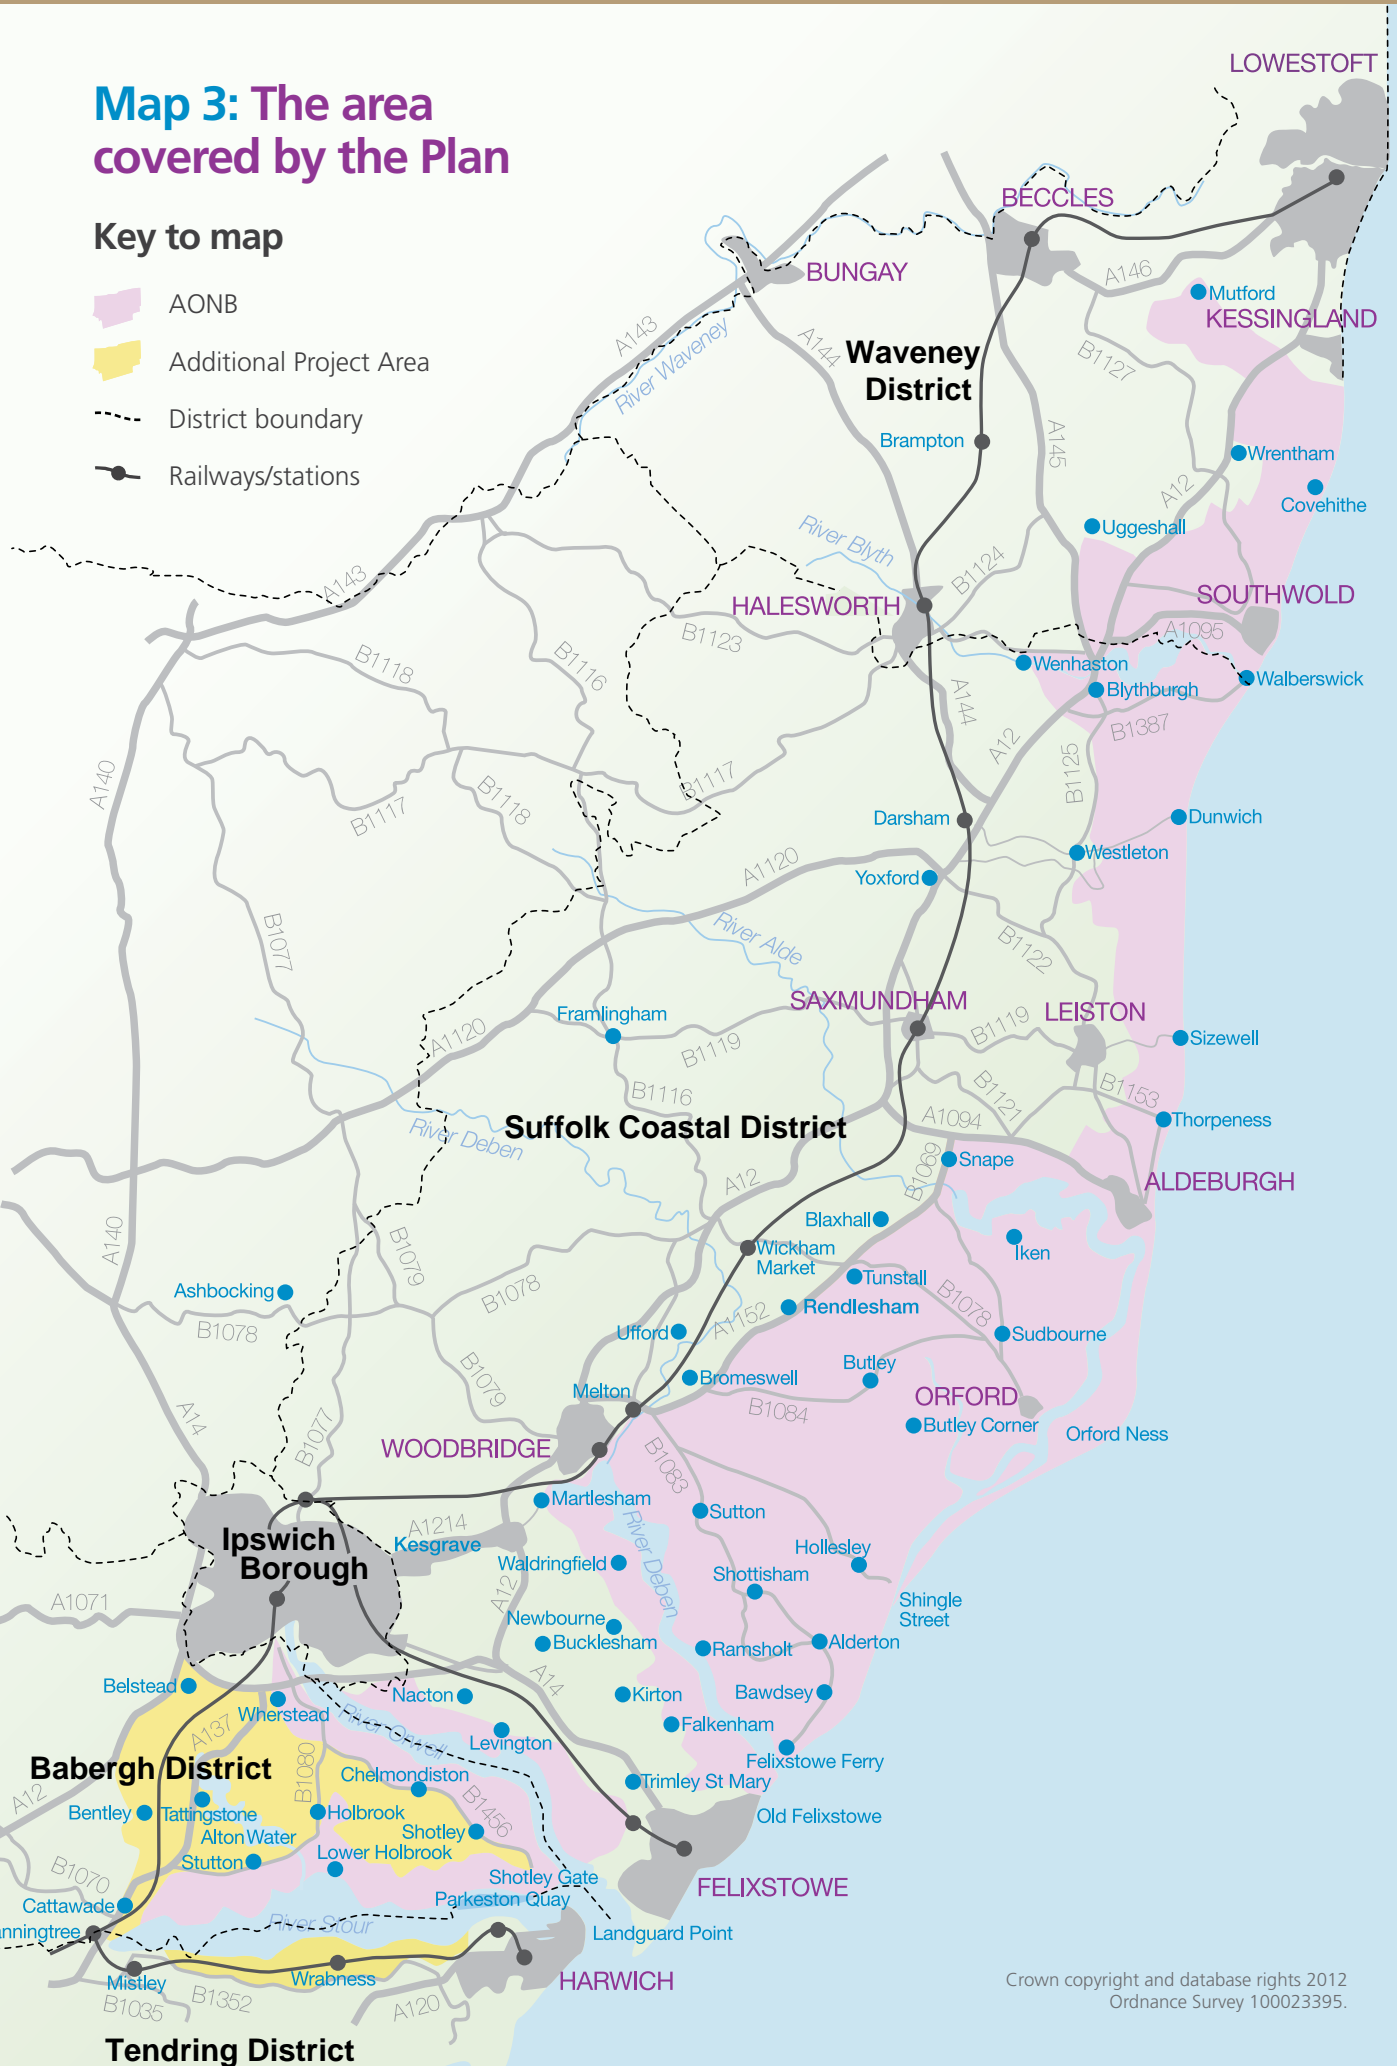 Map 3: The area
covered by the Plan
Key to map
AONB
Additional Project Area
District boundary
Railways/stations
LOWESTOFT
BECCLES
BUNGAY
A146
Mutford
KESSINGLAND
A143
River Waveney
A144
Waveney
District
B1127
Brampton
A145
Wrentham
A12
Covehithe
Uggeshall
River Blyth
B1124
A143
HALESWORTH
SOUTHWOLD
B1123
A1095
B1118
B1116
Wenhaston
Walberswick
Blythburgh
A144
B1387
A12
B1125
A140
B1117
B1118
B1117
Darsham
Dunwich
Westleton
A1120
Yoxford
River Alde
B1077
B1122
SAXMUNDHAM
LEISTON
Framlingham
A1120
B1119
B1119
Sizewell
B1116
B1121
B1153
A1094
Thorpeness
Suffolk Coastal District
River Deben
Snape
B1069
A12
ALDEBURGH
Blaxhall
A140
B1079
Wickham
Market
Iken
Tunstall
Ashbocking
B1078
B1078
Rendlesham
B1078
A1152
Ufford
Sudbourne
B1079
Butley
Bromeswell
Melton
ORFORD
A14
B1077
B1084
Butley Corner
Orford Ness
WOODBRIDGE
B1083
Martlesham
Sutton
A1214
Ipswich
Borough
Kesgrave
River Deben
Hollesley
Waldringfield
Shottisham
A12
A1071
Shingle
Street
Newbourne
Bucklesham
Ramsholt
Alderton
Belstead
A14
Nacton
Kirton
Bawdsey
Wherstead
A137
River Orwell
Falkenham
Levington
Felixstowe Ferry
Babergh District
B1080
Chelmondiston
Trimley St Mary
A12
B1456
Bentley
Tattingstone
Holbrook
Old Felixstowe
Alton Water
Shotley
Stutton
Lower Holbrook
B1070
Shotley Gate
FELIXSTOWE
Parkeston Quay
Cattawade
River Stour
anningtree
Landguard Point
Mistley
Wrabness
HARWICH
B1035
B1352
A120
Crown copyright and database rights 2012
Ordnance Survey 100023395.
Tendring District